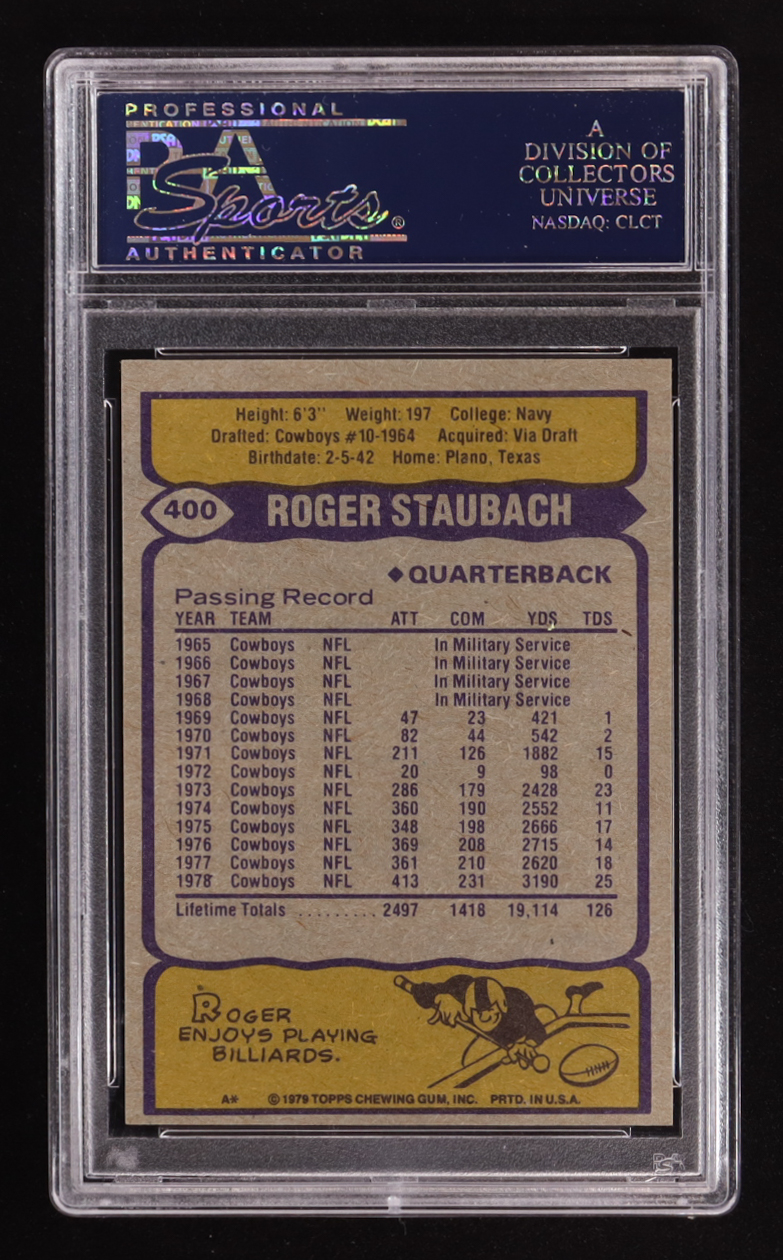 PROFESSIONAL
PSA
Sports®
AUTHENTICATOR
A
DIVISION OF
COLLECTORS
UNIVERSE
NASDAQ: CLCT
Height: 6'3'' Weight: 197 College: Navy
Drafted: Cowboys #10-1964 Acquired: Via Draft
Birthdate: 2-5-42 Home: Plano, Texas
400 ROGER STAUBACH
◆QUARTERBACK
Passing Record
YEAR TEAM ATT COM YDS TDS
1965 Cowboys NFL In Military Service
1966 Cowboys NFL In Military Service
1967 Cowboys NFL In Military Service
1968 Cowboys NFL In Military Service
1969 Cowboys NFL 47 23 421 1
1970 Cowboys NFL 82 44 542 2
1971 Cowboys NFL 211 126 1882 15
1972 Cowboys NFL 20 9 98 0
1973 Cowboys NFL 286 179 2428 23
1974 Cowboys NFL 360 190 2552 11
1975 Cowboys NFL 348 198 2666 17
1976 Cowboys NFL 369 208 2715 14
1977 Cowboys NFL 361 210 2620 18
1978 Cowboys NFL 413 231 3190 25
Lifetime Totals ......... 2497 1418 19,114 126
ROGER
ENJOYS PLAYING
BILLIARDS.
A* ©1979 TOPPS CHEWING GUM, INC. PRTD. IN U.S.A.
PSA